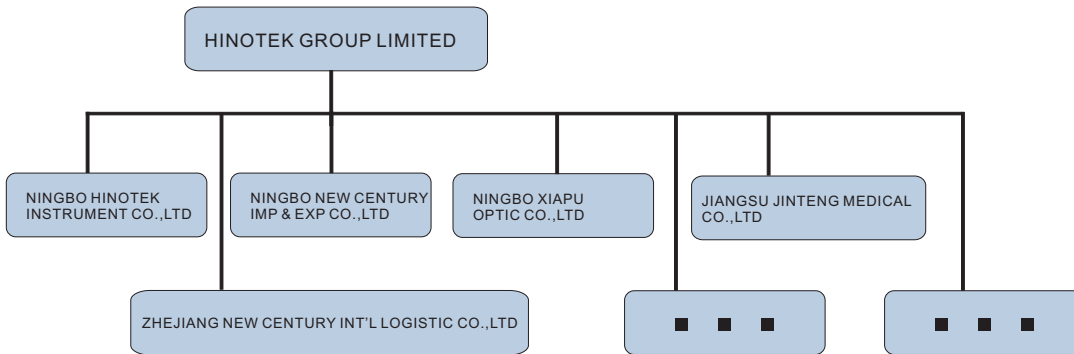 HINOTEK GROUP LIMITED
NINGBO HINOTEK
INSTRUMENT CO.,LTD
NINGBO NEW CENTURY
IMP & EXP CO.,LTD
NINGBO XIAPU
OPTIC CO.,LTD
JIANGSU JINTENG MEDICAL
CO.,LTD
ZHEJIANG NEW CENTURY INT’L LOGISTIC CO.,LTD